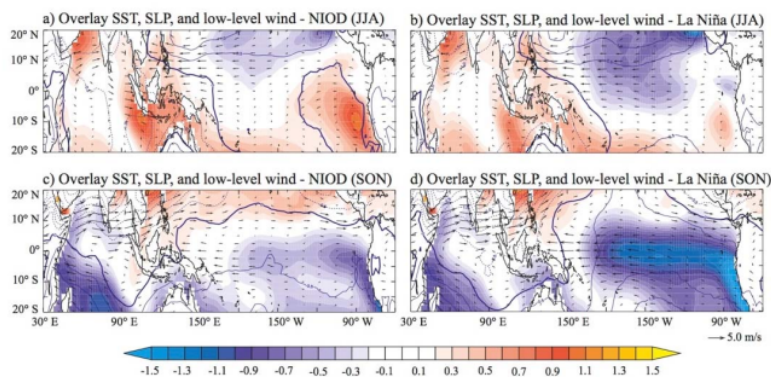 a) Overlay SST, SLP, and low-level wind - NIOD (JJA)
b) Overlay SST, SLP, and low-level wind - La Niña (JJA)
20° N
10° N
0°
10° S
20° S
20° N
10° N
0°
10° S
20° S
c) Overlay SST, SLP, and low-level wind - NIOD (SON)
d) Overlay SST, SLP, and low-level wind - La Niña (SON)
20° N
10° N
0°
10° S
20° S
20° N
10° N
0°
10° S
20° S
30° E 90° E 150° E 150° W 90° W
30° E 90° E 150° E 150° W 90° W
5.0 m/s
-1.5 -1.3 -1.1 -0.9 -0.7 -0.5 -0.3 -0.1 0.1 0.3 0.5 0.7 0.9 1.1 1.3 1.5